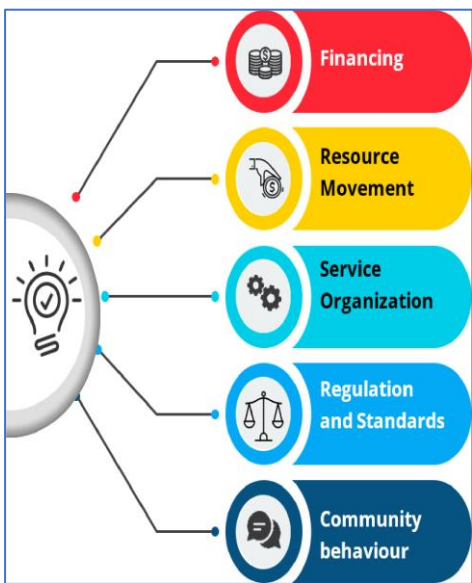 Financing
Resource
Movement
Service
Organization
Regulation
and Standards
Community
behaviour